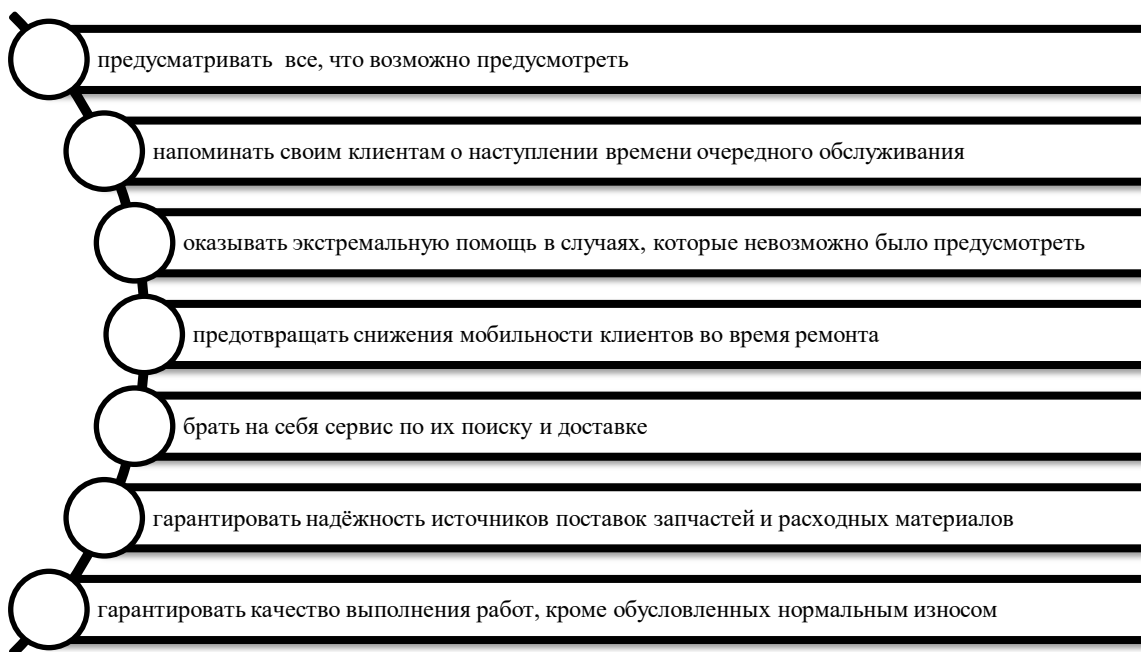 предусматривать  все, что возможно предусмотреть
напоминать своим клиентам о наступлении времени очередного обслуживания
оказывать экстремальную помощь в случаях, которые невозможно было предусмотреть
предотвращать снижения мобильности клиентов во время ремонта
брать на себя сервис по их поиску и доставке
гарантировать надёжность источников поставок запчастей и расходных материалов
гарантировать качество выполнения работ, кроме обусловленных нормальным износом